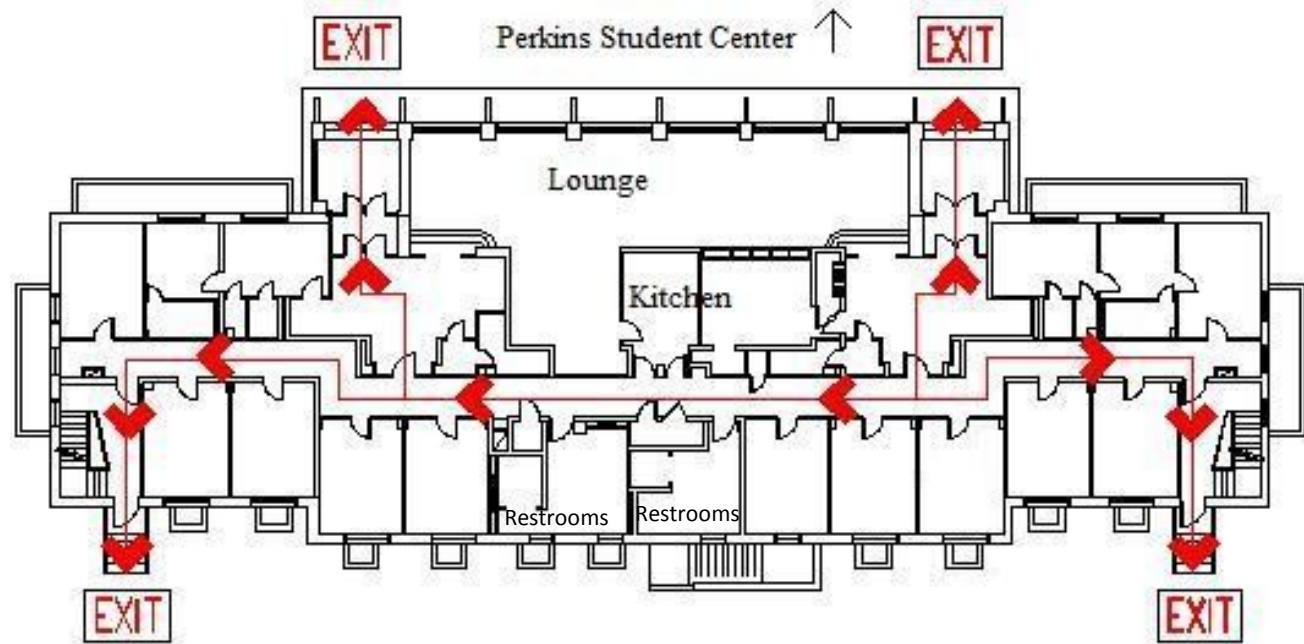 EXIT
Perkins Student Center
EXIT
Lounge
Kitchen
Restrooms
Restrooms
EXIT
EXIT